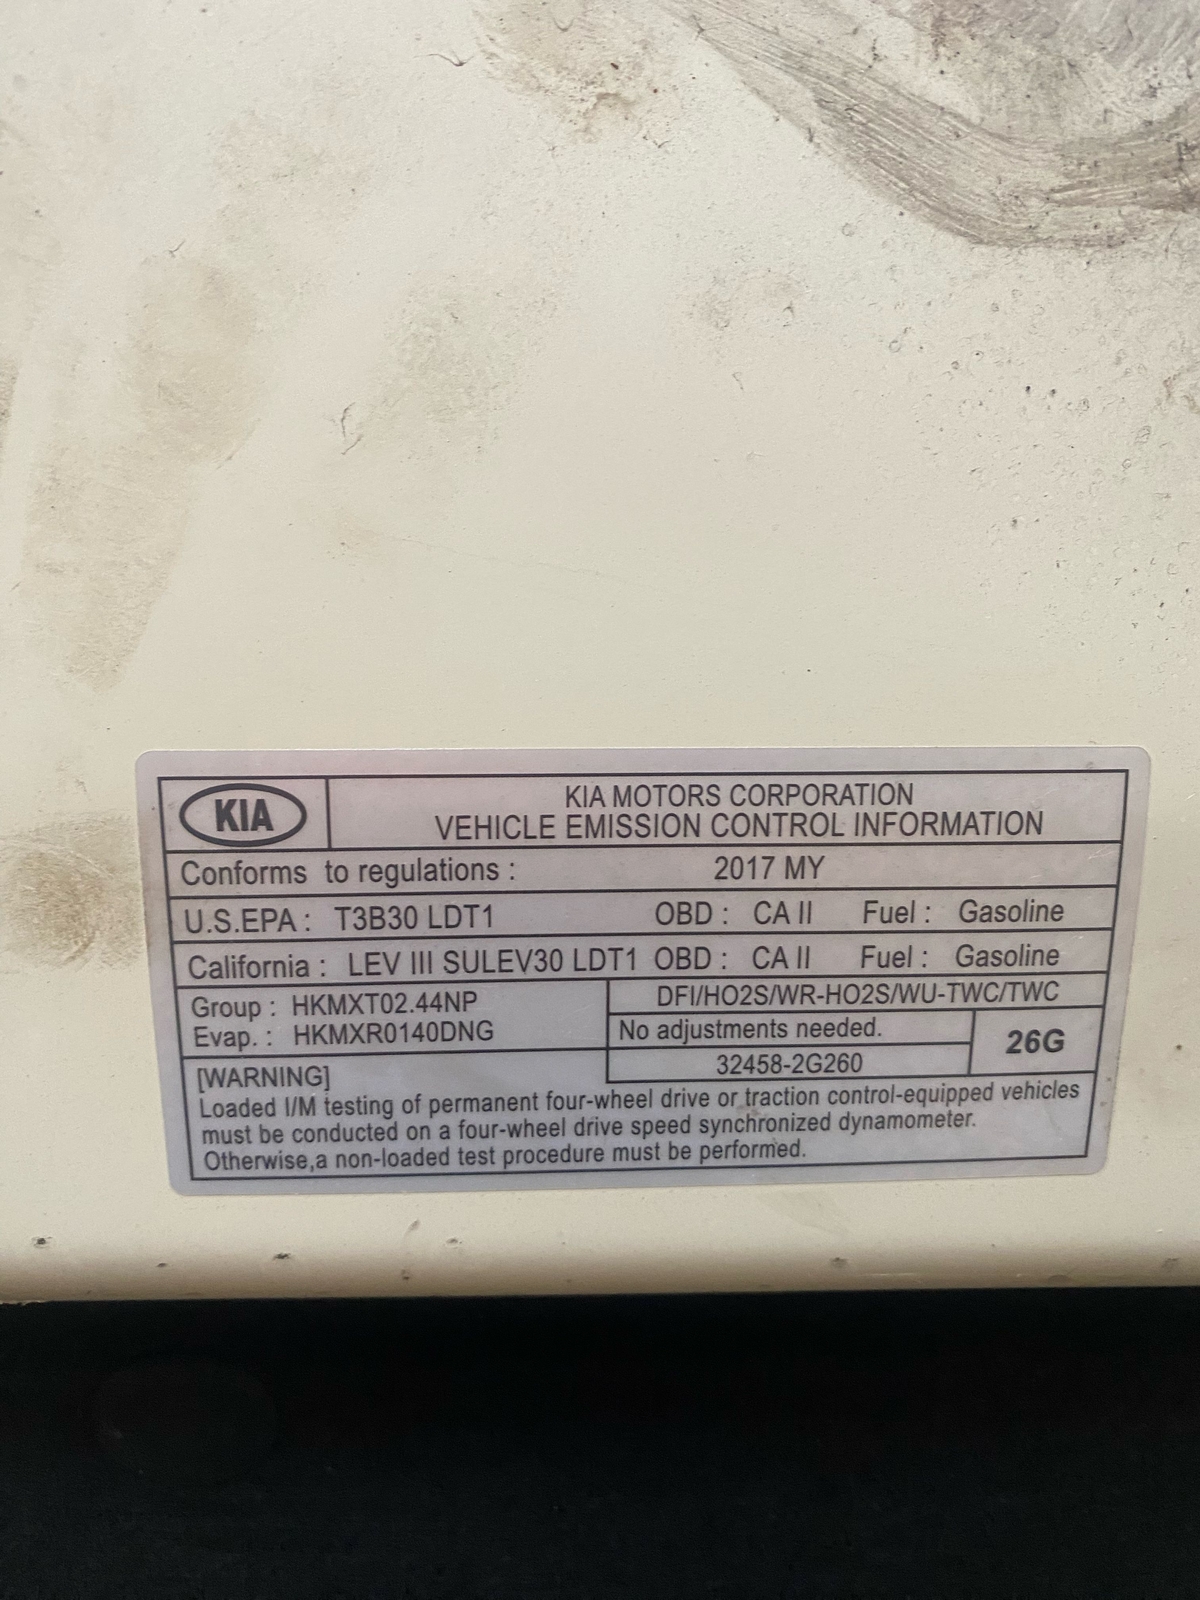 KIA
KIA MOTORS CORPORATION
VEHICLE EMISSION CONTROL INFORMATION
Conforms to regulations : 2017 MY
U.S.EPA : T3B30 LDT1 OBD : CA II Fuel : Gasoline
California : LEV III SULEV30 LDT1 OBD : CA II Fuel : Gasoline
Group : HKMXT02.44NP
Evap. : HKMXR0140DNG
DFI/HO2S/WR-HO2S/WU-TWC/TWC
No adjustments needed.
26G
32458-2G260
[WARNING]
Loaded I/M testing of permanent four-wheel drive or traction control-equipped vehicles
must be conducted on a four-wheel drive speed synchronized dynamometer.
Otherwise,a non-loaded test procedure must be performed.